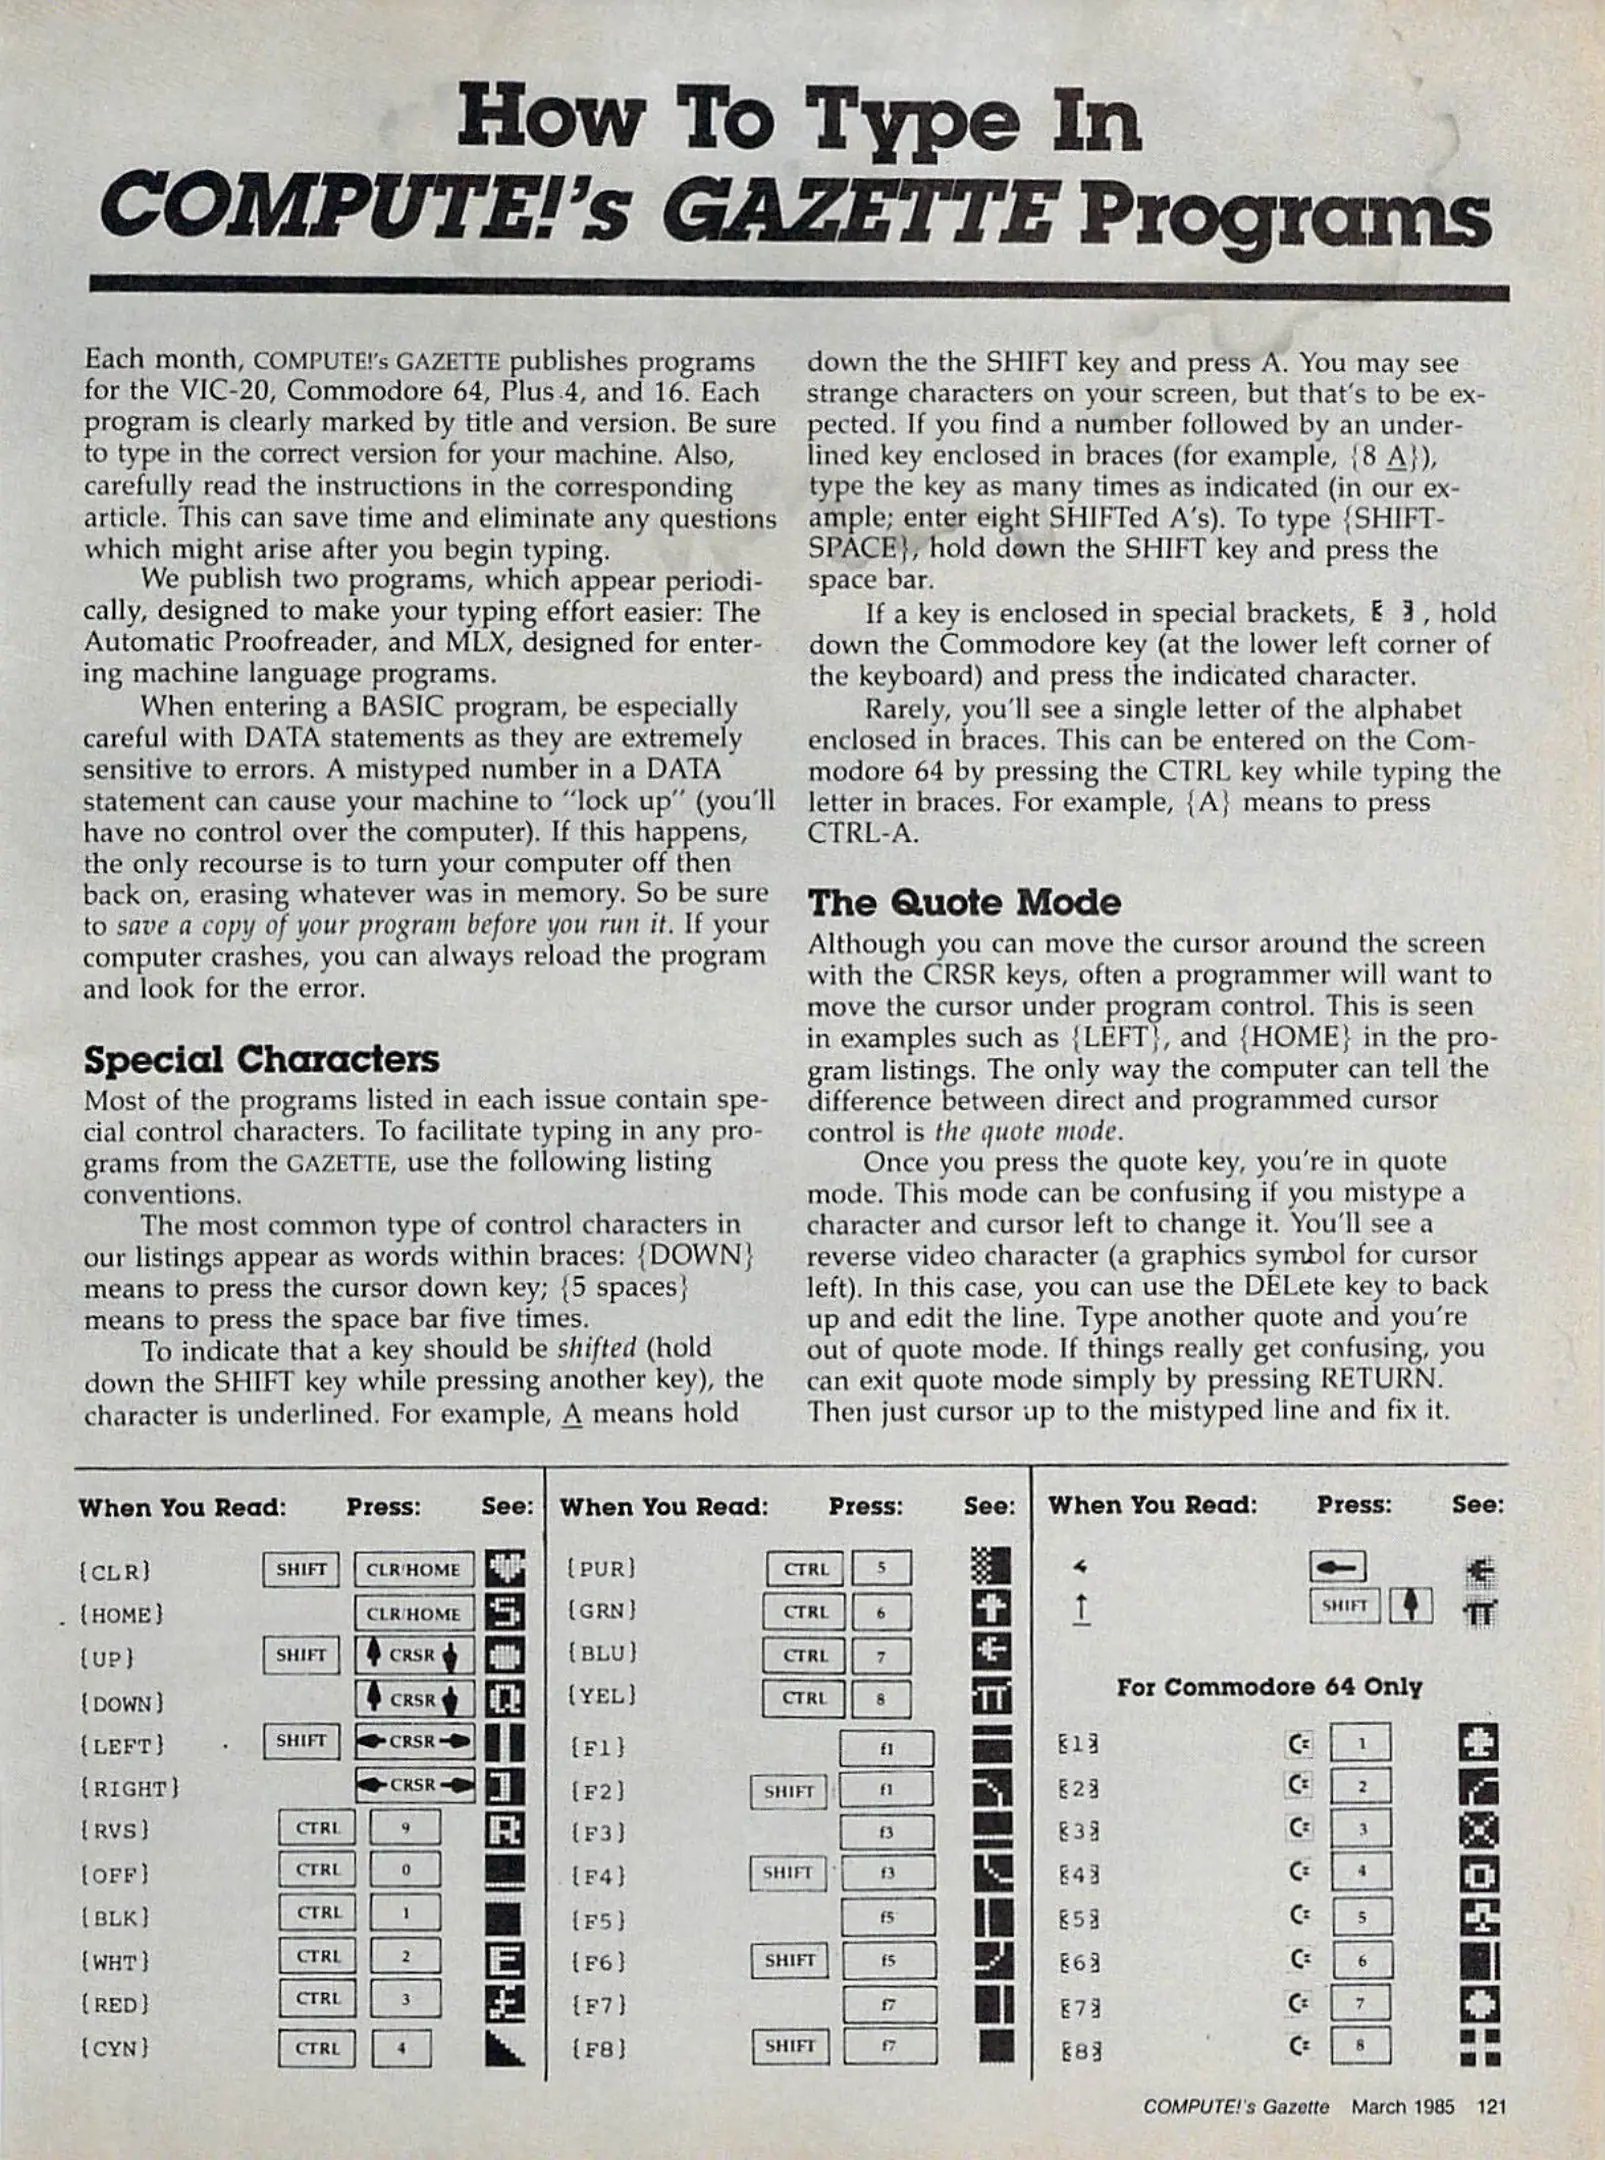 How To Type In
COMPUTE!'s GAZETTE Programs
Each month, COMPUTE!'s GAZETTE publishes programs
for the VIC-20, Commodore 64, Plus 4, and 16. Each
program is clearly marked by title and version. Be sure
to type in the correct version for your machine. Also,
carefully read the instructions in the corresponding
article. This can save time and eliminate any questions
which might arise after you begin typing.
We publish two programs, which appear periodi-
cally, designed to make your typing effort easier: The
Automatic Proofreader, and MLX, designed for enter-
ing machine language programs.
When entering a BASIC program, be especially
careful with DATA statements as they are extremely
sensitive to errors. A mistyped number in a DATA
statement can cause your machine to "lock up" (you'll
have no control over the computer). If this happens,
the only recourse is to turn your computer off then
back on, erasing whatever was in memory. So be sure
to save a copy of your program before you run it. If your
computer crashes, you can always reload the program
and look for the error.
Special Characters
Most of the programs listed in each issue contain spe-
cial control characters. To facilitate typing in any pro-
grams from the GAZETTE, use the following listing
conventions.
The most common type of control characters in
our listings appear as words within braces: {DOWN}
means to press the cursor down key; {5 spaces}
means to press the space bar five times.
To indicate that a key should be shifted (hold
down the SHIFT key while pressing another key), the
character is underlined. For example, A means hold
down the the SHIFT key and press A. You may see
strange characters on your screen, but that's to be ex-
pected. If you find a number followed by an under-
lined key enclosed in braces (for example, {8 A}),
type the key as many times as indicated (in our ex-
ample; enter eight SHIFTed A's). To type {SHIFT-
SPACE}, hold down the SHIFT key and press the
space bar.
If a key is enclosed in special brackets, [< >], hold
down the Commodore key (at the lower left corner of
the keyboard) and press the indicated character.
Rarely, you'll see a single letter of the alphabet
enclosed in braces. This can be entered on the Com-
modore 64 by pressing the CTRL key while typing the
letter in braces. For example, {A} means to press
CTRL-A.
The Quote Mode
Although you can move the cursor around the screen
with the CRSR keys, often a programmer will want to
move the cursor under program control. This is seen
in examples such as {LEFT}, and {HOME} in the pro-
gram listings. The only way the computer can tell the
difference between direct and programmed cursor
control is the quote mode.
Once you press the quote key, you're in quote
mode. This mode can be confusing if you mistype a
character and cursor left to change it. You'll see a
reverse video character (a graphics symbol for cursor
left). In this case, you can use the DELete key to back
up and edit the line. Type another quote and you're
out of quote mode. If things really get confusing, you
can exit quote mode simply by pressing RETURN.
Then just cursor up to the mistyped line and fix it.
When You Read: Press: See:
{CLR} SHIFT CLR/HOME
{HOME} CLR/HOME
{UP} SHIFT ↑ CRSR ↓
{DOWN} ↑ CRSR ↓
{LEFT} SHIFT ← CRSR →
{RIGHT} ← CRSR →
{RVS} CTRL 9
{OFF} CTRL 0
{BLK} CTRL 1
{WHT} CTRL 2
{RED} CTRL 3
{CYN} CTRL 4
When You Read: Press: See:
{PUR} CTRL 5
{GRN} CTRL 6
{BLU} CTRL 7
{YEL} CTRL 8
{F1} f1
{F2} SHIFT f1
{F3} f3
{F4} SHIFT f3
{F5} f5
{F6} SHIFT f5
{F7} f7
{F8} SHIFT f7
When You Read: Press: See:
← ← ←
↑ SHIFT ↑ π
For Commodore 64 Only
[<1>] C= 1
[<2>] C= 2
[<3>] C= 3
[<4>] C= 4
[<5>] C= 5
[<6>] C= 6
[<7>] C= 7
[<8>] C= 8
COMPUTE!'s Gazette March 1985 121